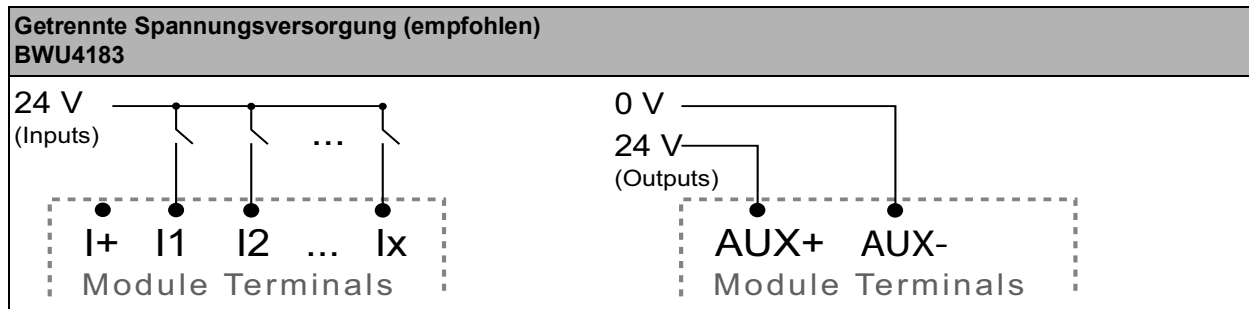 Getrennte Spannungsversorgung (empfohlen)
BWU4183
24 V
(Inputs)
...
I+ I1 I2 ... Ix
Module Terminals
0 V
24 V
(Outputs)
AUX+ AUX-
Module Terminals